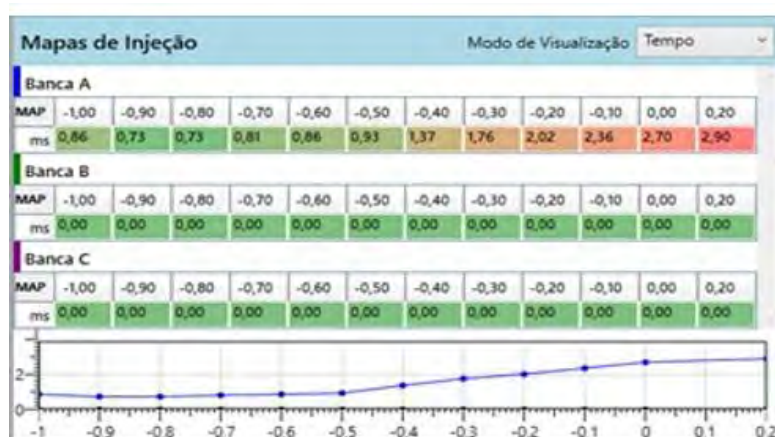 Mapas de Injeção Modo de Visualização Tempo
Banca A
MAP -1,00 -0,90 -0,80 -0,70 -0,60 -0,50 -0,40 -0,30 -0,20 -0,10 0,00 0,20
ms 0,86 0,73 0,73 0,81 0,86 0,93 1,37 1,76 2,02 2,36 2,70 2,90
Banca B
MAP -1,00 -0,90 -0,80 -0,70 -0,60 -0,50 -0,40 -0,30 -0,20 -0,10 0,00 0,20
ms 0,00 0,00 0,00 0,00 0,00 0,00 0,00 0,00 0,00 0,00 0,00 0,00
Banca C
MAP -1,00 -0,90 -0,80 -0,70 -0,60 -0,50 -0,40 -0,30 -0,20 -0,10 0,00 0,20
ms 0,00 0,00 0,00 0,00 0,00 0,00 0,00 0,00 0,00 0,00 0,00 0,00
2
0
-1 -0.9 -0.8 -0.7 -0.6 -0.5 -0.4 -0.3 -0.2 -0.1 0 0.1 0.2